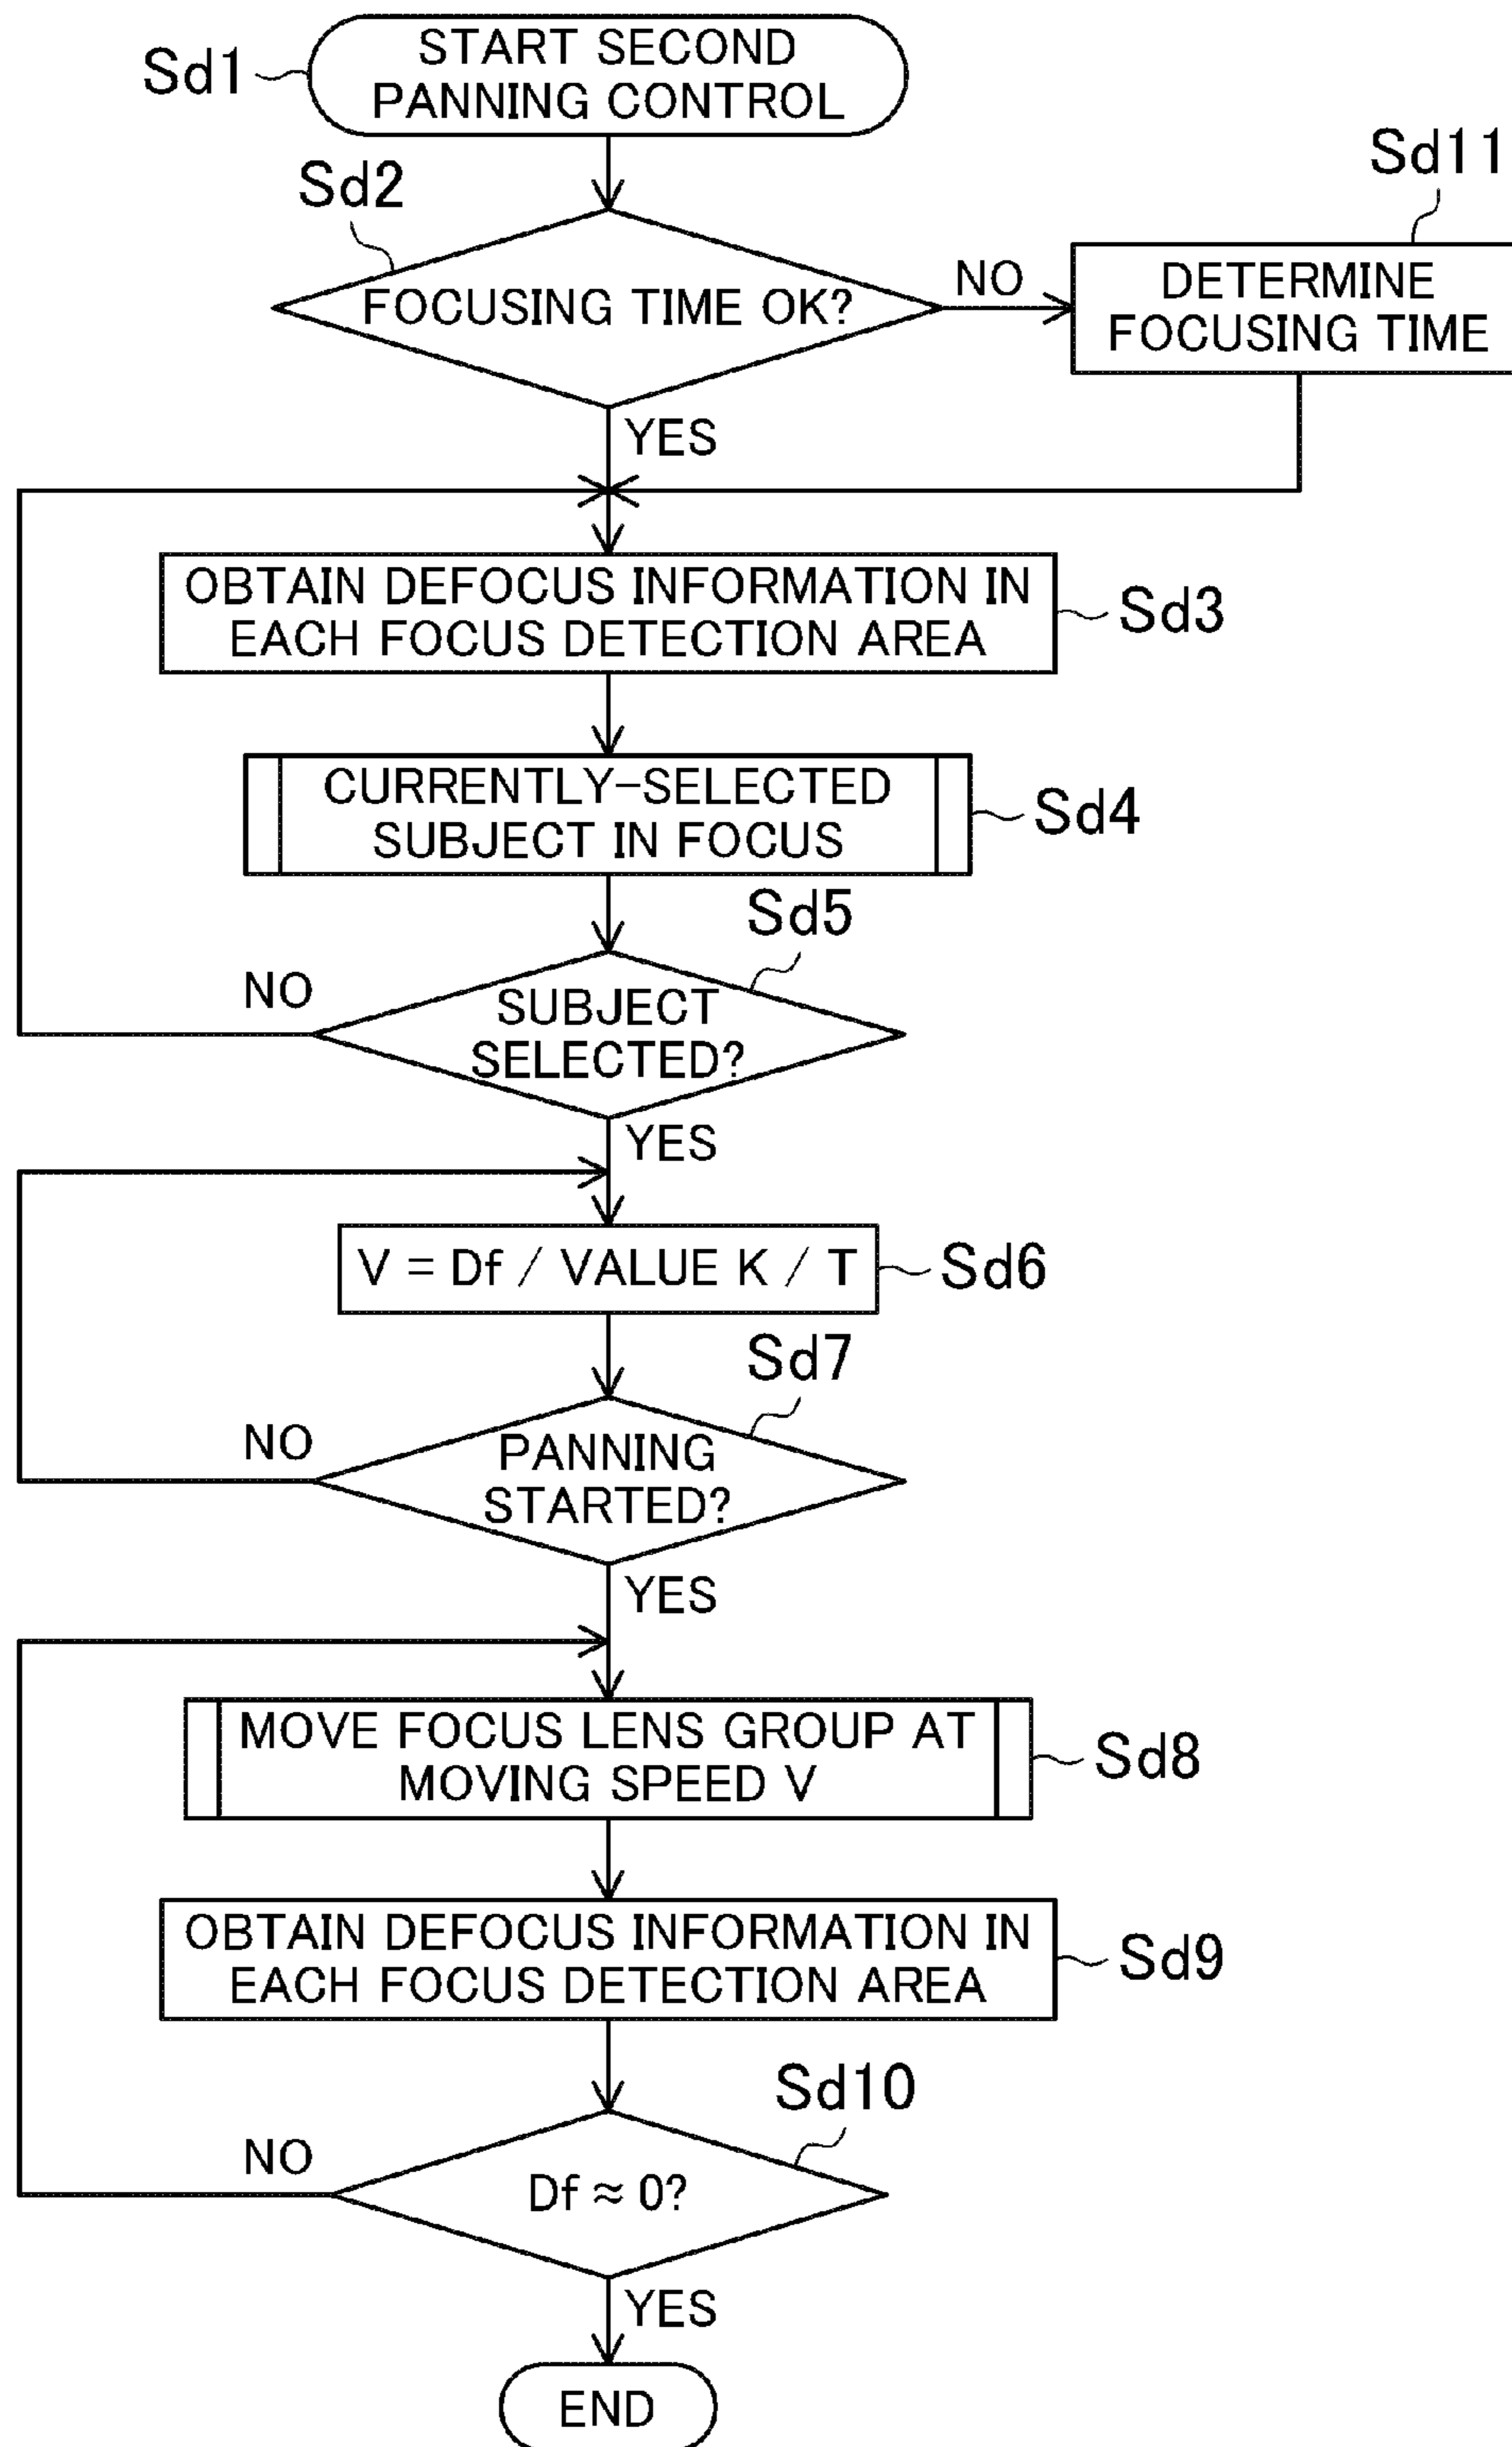 START SECOND
PANNING CONTROL
Sd1
Sd2
FOCUSING TIME OK?
NO
Sd11
DETERMINE
FOCUSING TIME
YES
OBTAIN DEFOCUS INFORMATION IN
EACH FOCUS DETECTION AREA
Sd3
CURRENTLY-SELECTED
SUBJECT IN FOCUS
Sd4
Sd5
NO
SUBJECT
SELECTED?
YES
V = Df / VALUE K / T
Sd6
Sd7
NO
PANNING
STARTED?
YES
MOVE FOCUS LENS GROUP AT
MOVING SPEED V
Sd8
OBTAIN DEFOCUS INFORMATION IN
EACH FOCUS DETECTION AREA
Sd9
Sd10
NO
Df ≈ 0?
YES
END